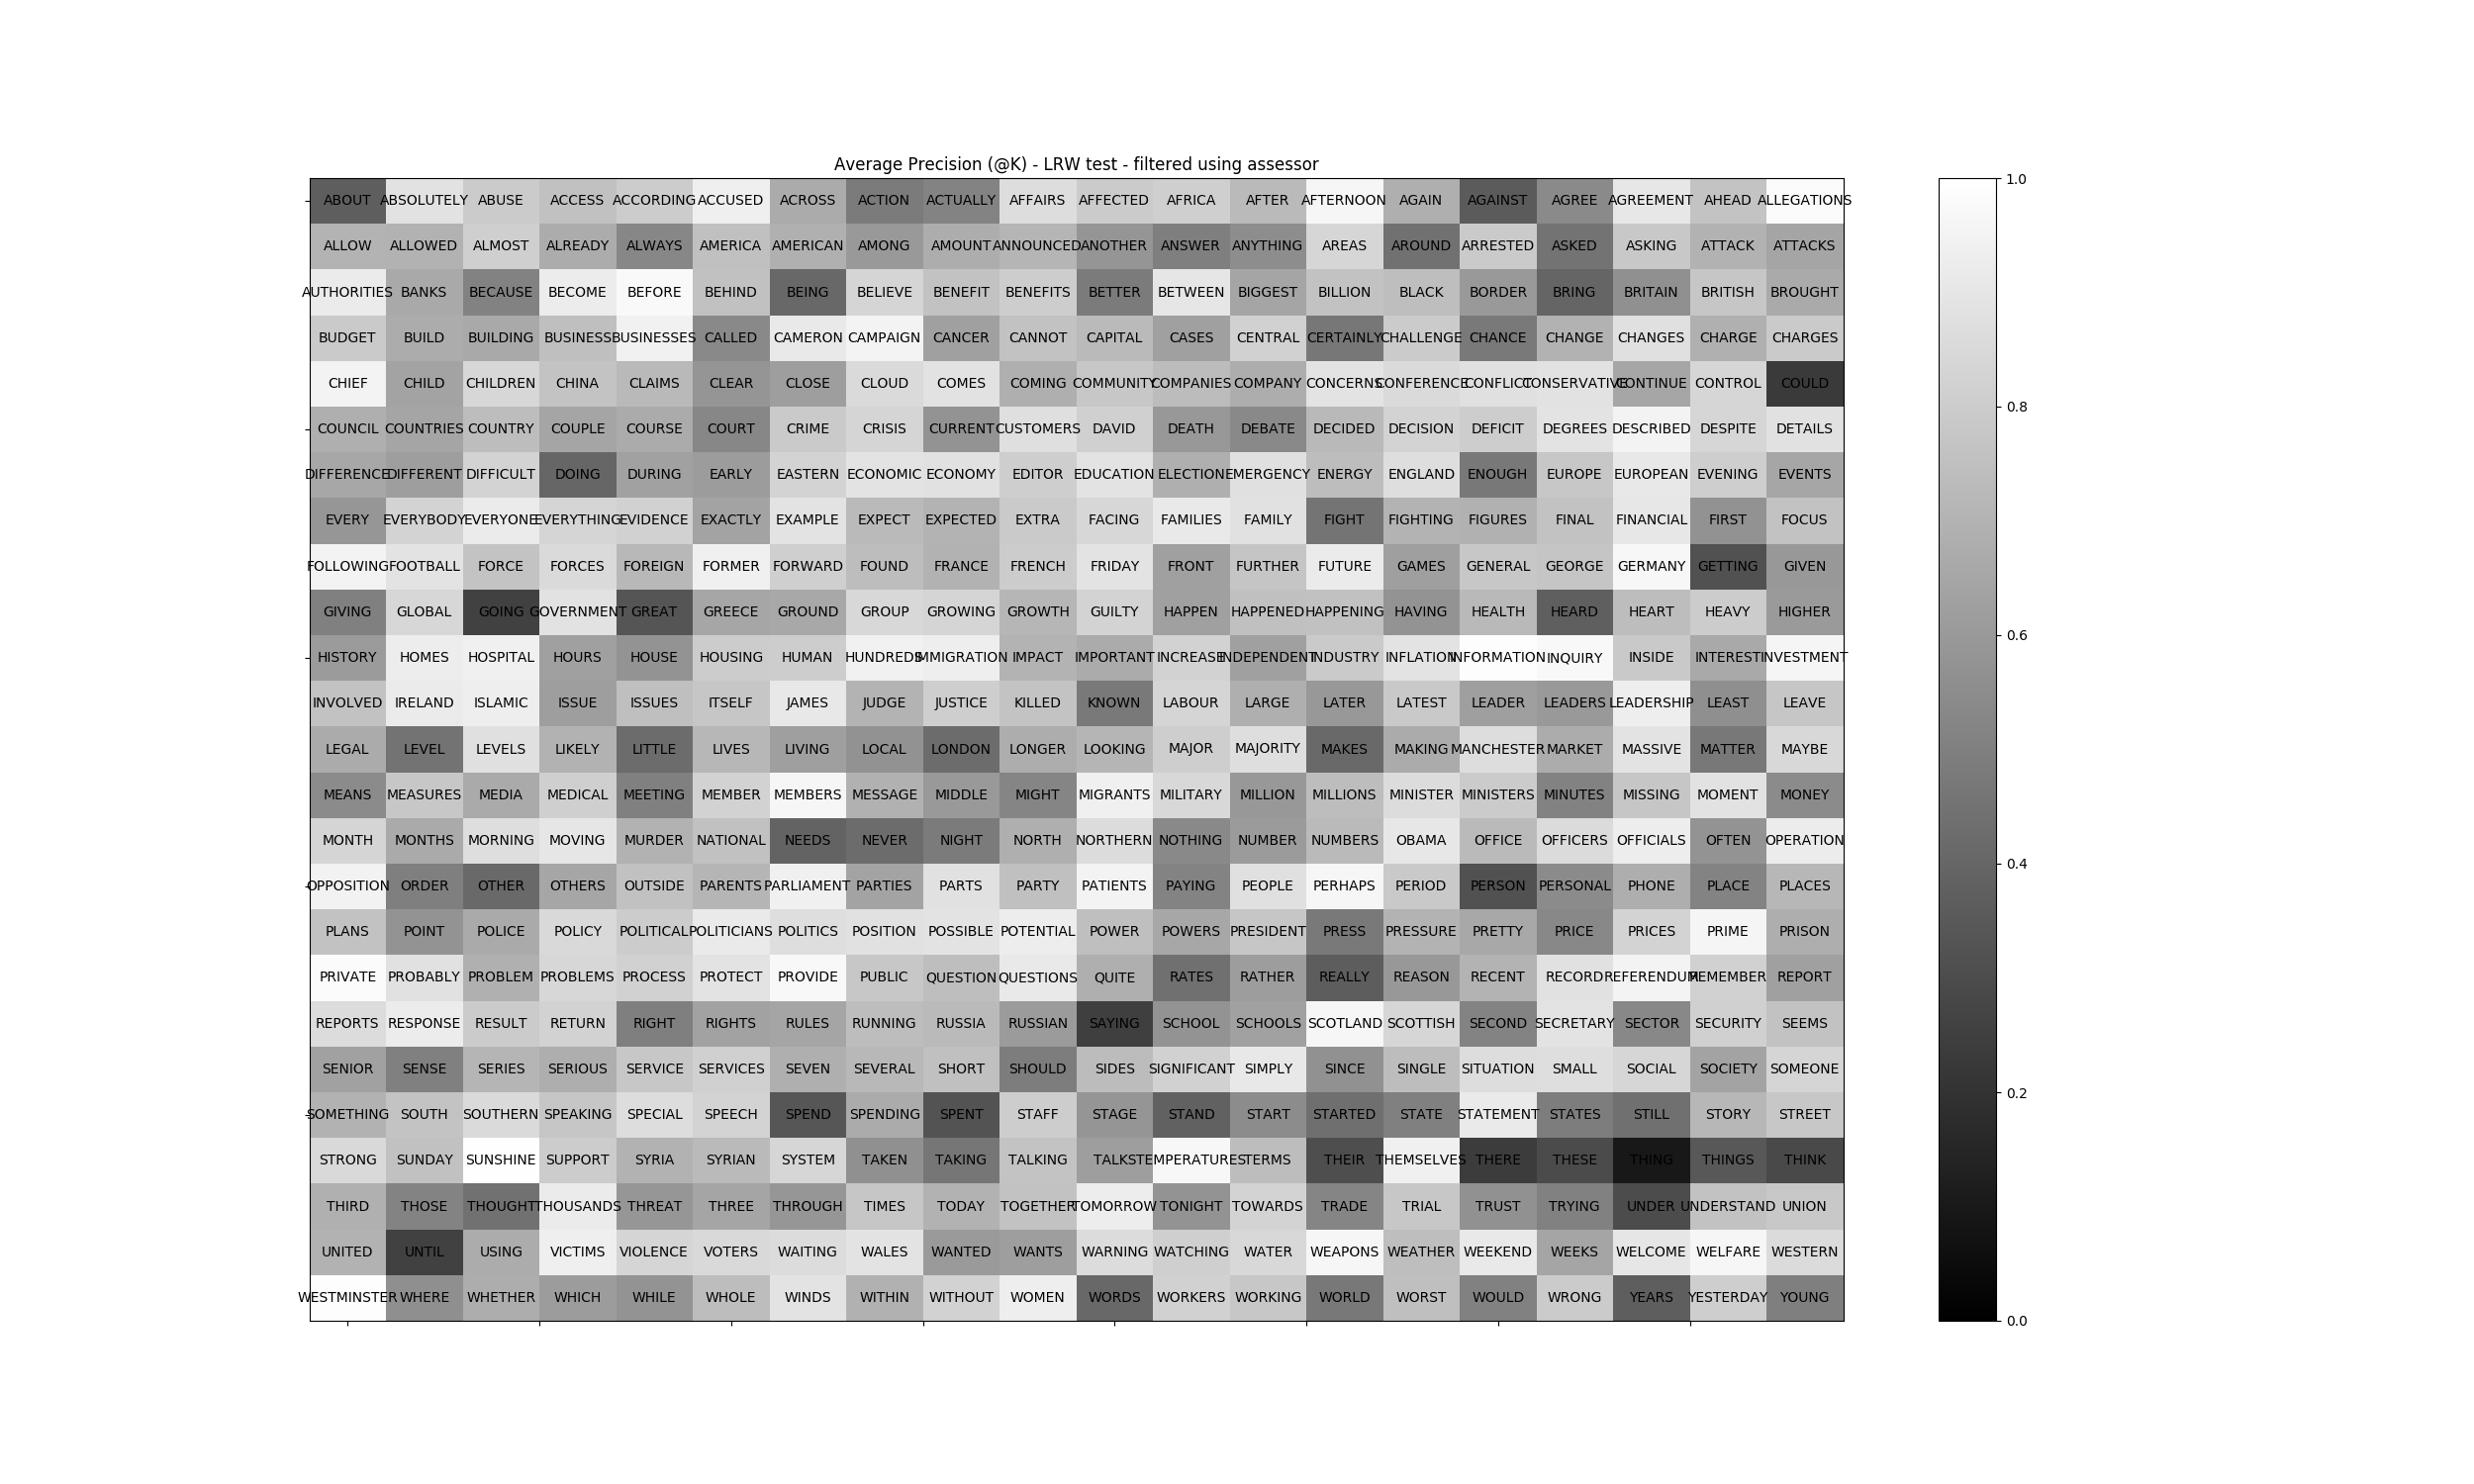 Average Precision (@K) - LRW test - filtered using assessor
ABOUT ABSOLUTELY ABUSE ACCESS ACCORDING ACCUSED ACROSS ACTION ACTUALLY AFFAIRS AFFECTED AFRICA AFTER AFTERNOON AGAIN AGAINST AGREE AGREEMENT AHEAD ALLEGATIONS
ALLOW ALLOWED ALMOST ALREADY ALWAYS AMERICA AMERICAN AMONG AMOUNT ANNOUNCED ANOTHER ANSWER ANYTHING AREAS AROUND ARRESTED ASKED ASKING ATTACK ATTACKS
AUTHORITIES BANKS BECAUSE BECOME BEFORE BEHIND BEING BELIEVE BENEFIT BENEFITS BETTER BETWEEN BIGGEST BILLION BLACK BORDER BRING BRITAIN BRITISH BROUGHT
BUDGET BUILD BUILDING BUSINESS BUSINESSES CALLED CAMERON CAMPAIGN CANCER CANNOT CAPITAL CASES CENTRAL CERTAINLY CHALLENGE CHANCE CHANGE CHANGES CHARGE CHARGES
CHIEF CHILD CHILDREN CHINA CLAIMS CLEAR CLOSE CLOUD COMES COMING COMMUNITY COMPANIES COMPANY CONCERNS CONFERENCE CONFLICT CONSERVATIVE CONTINUE CONTROL COULD
COUNCIL COUNTRIES COUNTRY COUPLE COURSE COURT CRIME CRISIS CURRENT CUSTOMERS DAVID DEATH DEBATE DECIDED DECISION DEFICIT DEGREES DESCRIBED DESPITE DETAILS
DIFFERENCE DIFFERENT DIFFICULT DOING DURING EARLY EASTERN ECONOMIC ECONOMY EDITOR EDUCATION ELECTION EMERGENCY ENERGY ENGLAND ENOUGH EUROPE EUROPEAN EVENING EVENTS
EVERY EVERYBODY EVERYONE EVERYTHING EVIDENCE EXACTLY EXAMPLE EXPECT EXPECTED EXTRA FACING FAMILIES FAMILY FIGHT FIGHTING FIGURES FINAL FINANCIAL FIRST FOCUS
FOLLOWING FOOTBALL FORCE FORCES FOREIGN FORMER FORWARD FOUND FRANCE FRENCH FRIDAY FRONT FURTHER FUTURE GAMES GENERAL GEORGE GERMANY GETTING GIVEN
GIVING GLOBAL GOING GOVERNMENT GREAT GREECE GROUND GROUP GROWING GROWTH GUILTY HAPPEN HAPPENED HAPPENING HAVING HEALTH HEARD HEART HEAVY HIGHER
HISTORY HOMES HOSPITAL HOURS HOUSE HOUSING HUMAN HUNDREDS IMMIGRATION IMPACT IMPORTANT INCREASE INDEPENDENT INDUSTRY INFLATION INFORMATION INQUIRY INSIDE INTEREST INVESTMENT
INVOLVED IRELAND ISLAMIC ISSUE ISSUES ITSELF JAMES JUDGE JUSTICE KILLED KNOWN LABOUR LARGE LATER LATEST LEADER LEADERS LEADERSHIP LEAST LEAVE
LEGAL LEVEL LEVELS LIKELY LITTLE LIVES LIVING LOCAL LONDON LONGER LOOKING MAJOR MAJORITY MAKES MAKING MANCHESTER MARKET MASSIVE MATTER MAYBE
MEANS MEASURES MEDIA MEDICAL MEETING MEMBER MEMBERS MESSAGE MIDDLE MIGHT MIGRANTS MILITARY MILLION MILLIONS MINISTER MINISTERS MINUTES MISSING MOMENT MONEY
MONTH MONTHS MORNING MOVING MURDER NATIONAL NEEDS NEVER NIGHT NORTH NORTHERN NOTHING NUMBER NUMBERS OBAMA OFFICE OFFICERS OFFICIALS OFTEN OPERATION
OPPOSITION ORDER OTHER OTHERS OUTSIDE PARENTS PARLIAMENT PARTIES PARTS PARTY PATIENTS PAYING PEOPLE PERHAPS PERIOD PERSON PERSONAL PHONE PLACE PLACES
PLANS POINT POLICE POLICY POLITICAL POLITICIANS POLITICS POSITION POSSIBLE POTENTIAL POWER POWERS PRESIDENT PRESS PRESSURE PRETTY PRICE PRICES PRIME PRISON
PRIVATE PROBABLY PROBLEM PROBLEMS PROCESS PROTECT PROVIDE PUBLIC QUESTION QUESTIONS QUITE RATES RATHER REALLY REASON RECENT RECORD REFERENDUM REMEMBER REPORT
REPORTS RESPONSE RESULT RETURN RIGHT RIGHTS RULES RUNNING RUSSIA RUSSIAN SAYING SCHOOL SCHOOLS SCOTLAND SCOTTISH SECOND SECRETARY SECTOR SECURITY SEEMS
SENIOR SENSE SERIES SERIOUS SERVICE SERVICES SEVEN SEVERAL SHORT SHOULD SIDES SIGNIFICANT SIMPLY SINCE SINGLE SITUATION SMALL SOCIAL SOCIETY SOMEONE
SOMETHING SOUTH SOUTHERN SPEAKING SPECIAL SPEECH SPEND SPENDING SPENT STAFF STAGE STAND START STARTED STATE STATEMENT STATES STILL STORY STREET
STRONG SUNDAY SUNSHINE SUPPORT SYRIA SYRIAN SYSTEM TAKEN TAKING TALKING TALKS TEMPERATURES TERMS THEIR THEMSELVES THERE THESE THING THINGS THINK
THIRD THOSE THOUGHT THOUSANDS THREAT THREE THROUGH TIMES TODAY TOGETHER TOMORROW TONIGHT TOWARDS TRADE TRIAL TRUST TRYING UNDER UNDERSTAND UNION
UNITED UNTIL USING VICTIMS VIOLENCE VOTERS WAITING WALES WANTED WANTS WARNING WATCHING WATER WEAPONS WEATHER WEEKEND WEEKS WELCOME WELFARE WESTERN
WESTMINSTER WHERE WHETHER WHICH WHILE WHOLE WINDS WITHIN WITHOUT WOMEN WORDS WORKERS WORKING WORLD WORST WOULD WRONG YEARS YESTERDAY YOUNG
1.0
0.8
0.6
0.4
0.2
0.0